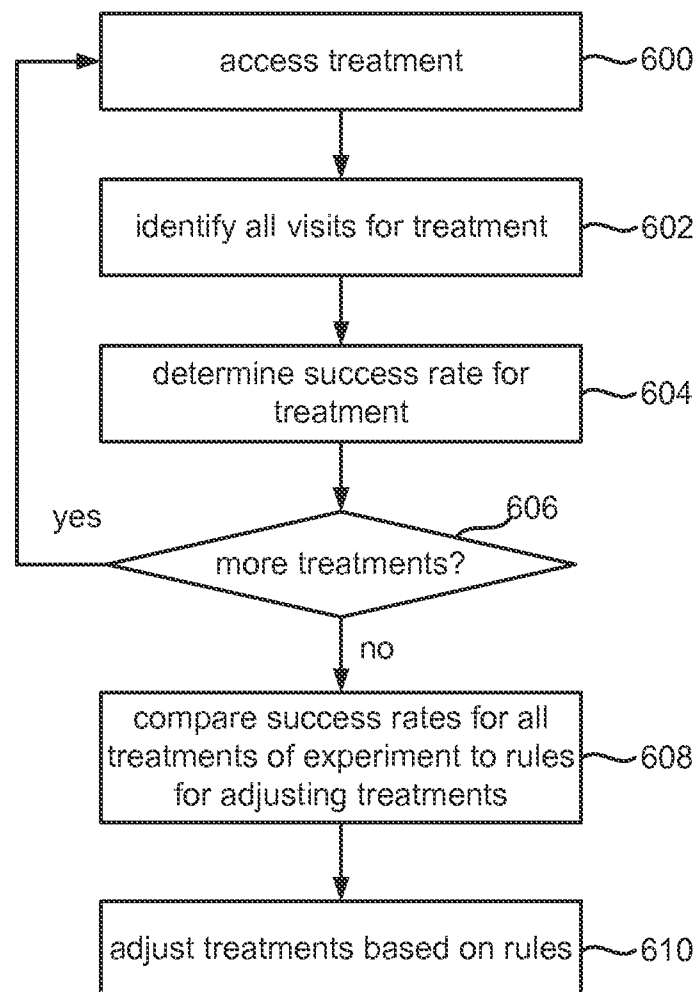 access treatment
600
identify all visits for treatment
602
determine success rate for
treatment
604
yes
606
more treatments?
no
compare success rates for all
treatments of experiment to rules
for adjusting treatments
608
adjust treatments based on rules
610